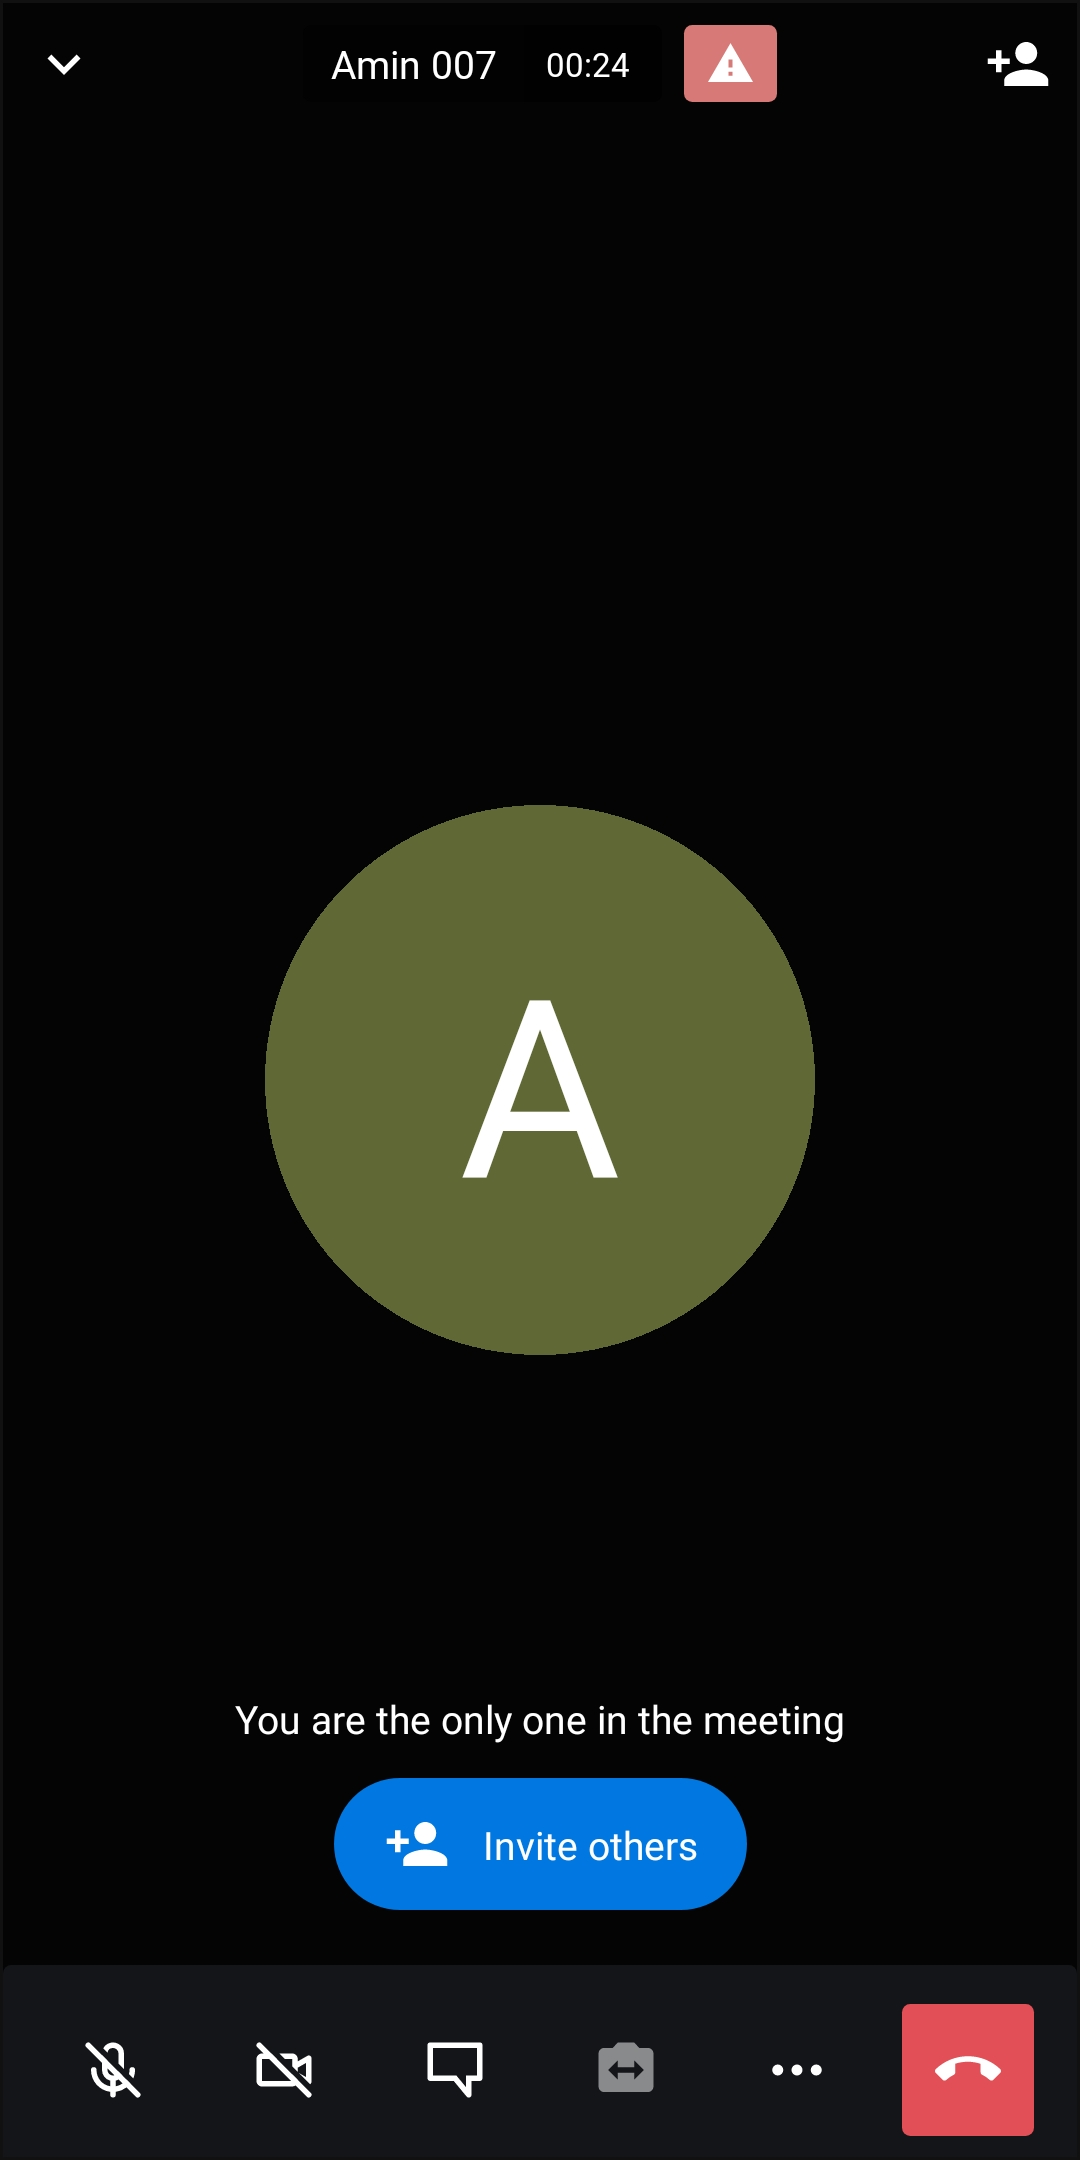 Amin 007 00:24
A
You are the only one in the meeting
Invite others